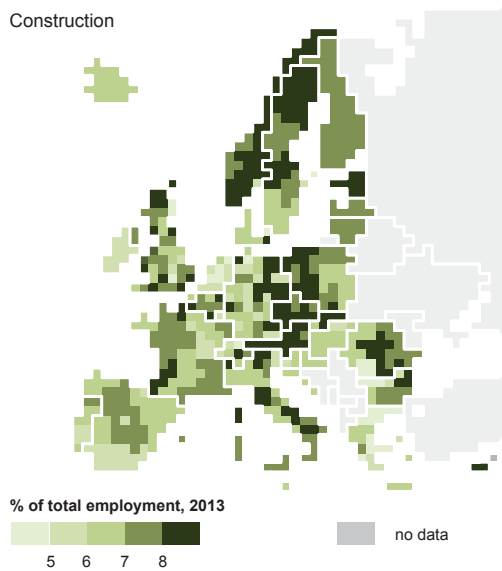 Construction
% of total employment, 2013
no data
5 6 7 8